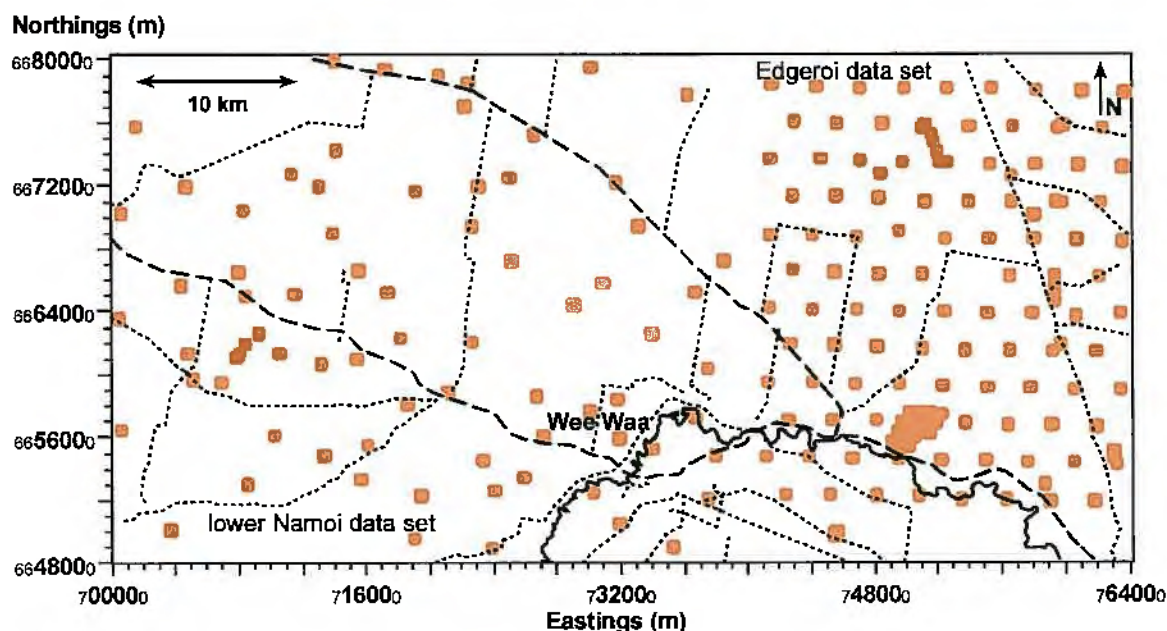 Northings (m)
6680000
Edgeroi data set
10 km
N
6672000
6664000
6656000
Wee Waa
lower Namoi data set
6648000
700000
716000
732000
748000
764000
Eastings (m)